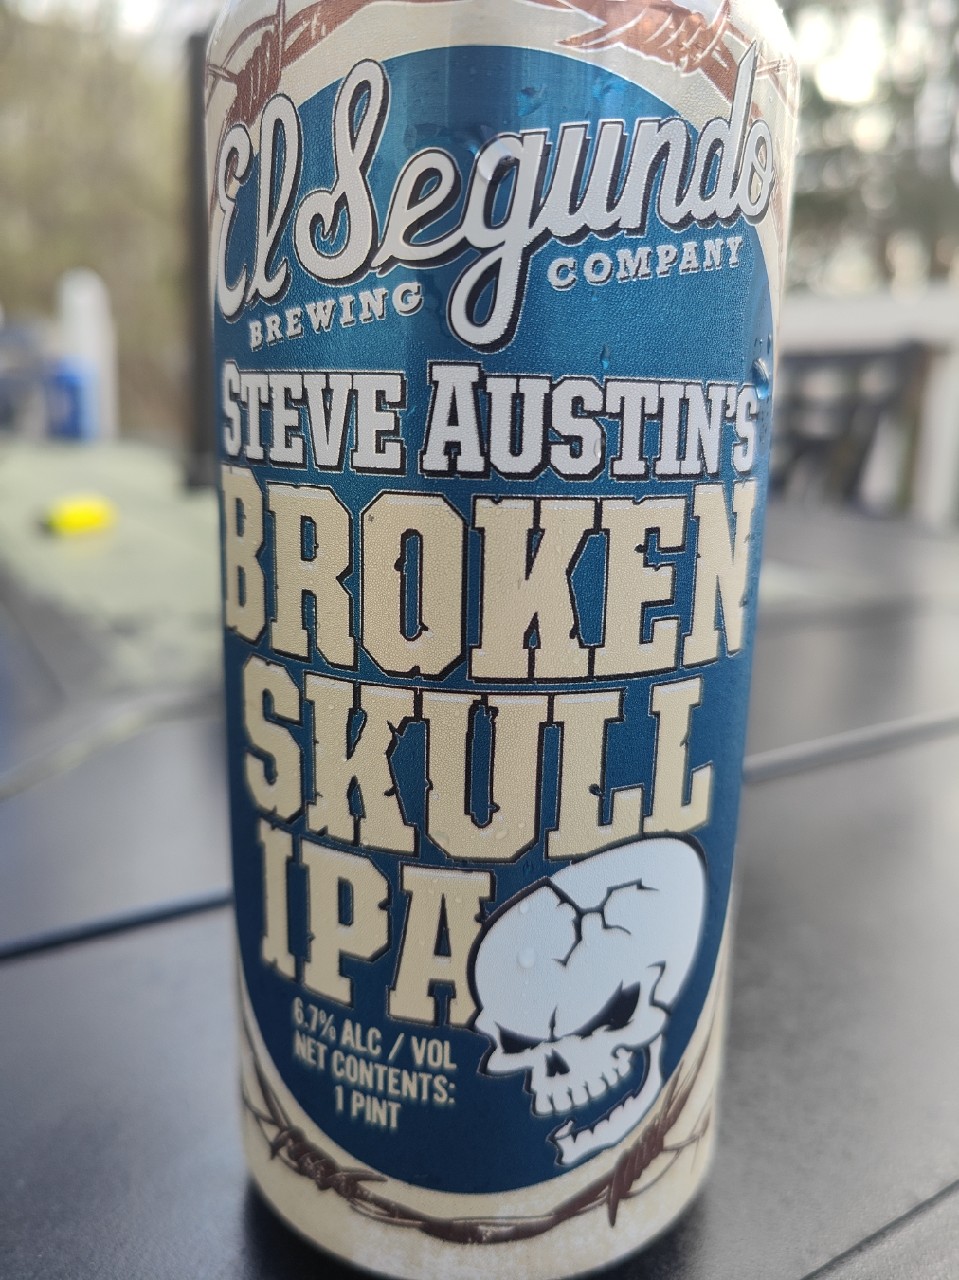 El Segundo
BREWING COMPANY
STEVE AUSTIN'S
BROKEN
SKULL
IPA
6.7% ALC / VOL
NET CONTENTS:
1 PINT